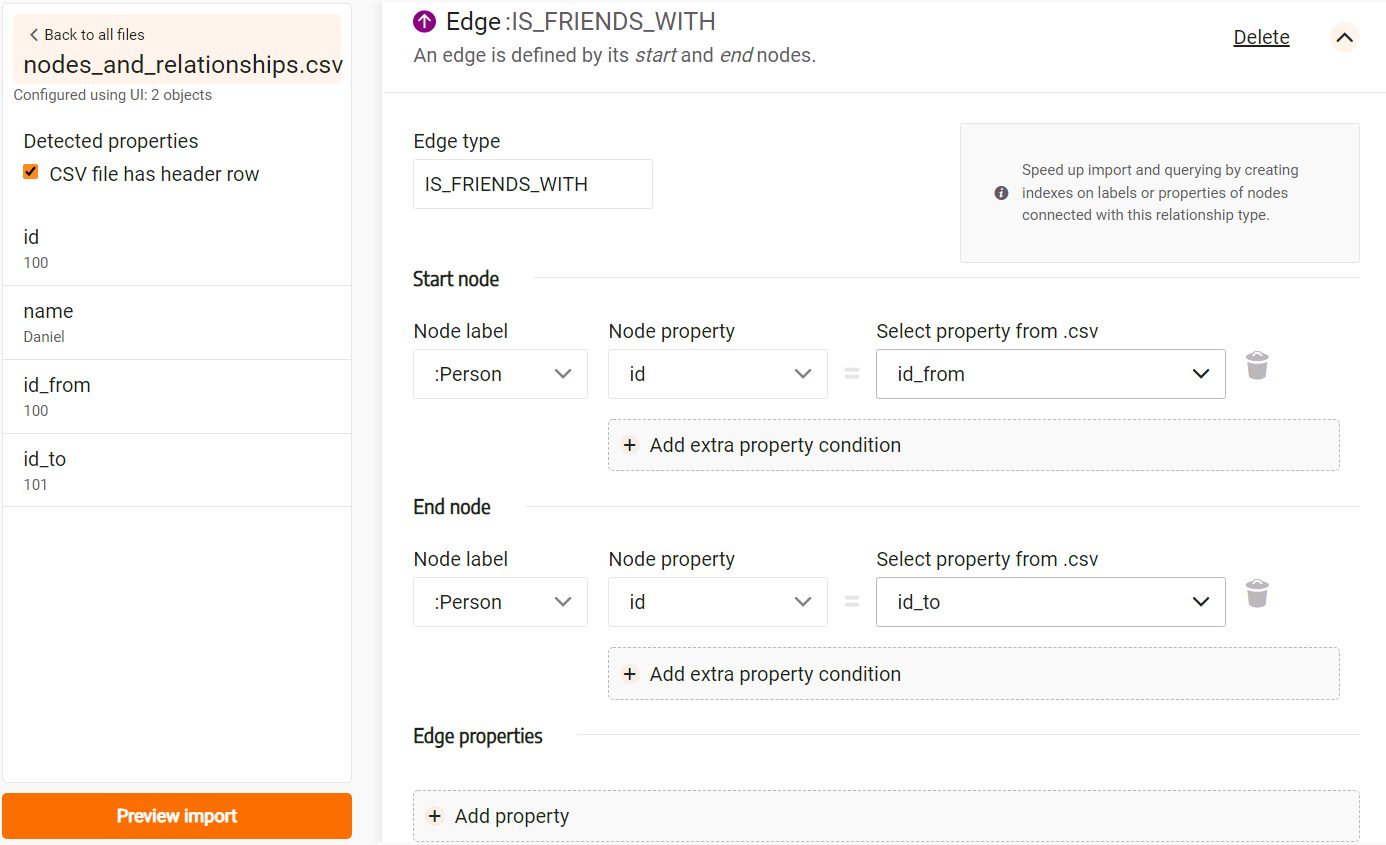 Back to all files
nodes_and_relationships.csv
Configured using UI: 2 objects
Detected properties
CSV file has header row
id
100
name
Daniel
id_from
100
id_to
101
Preview import
Edge :IS_FRIENDS_WITH
An edge is defined by its start and end nodes.
Delete
Edge type
IS_FRIENDS_WITH
Speed up import and querying by creating
indexes on labels or properties of nodes
connected with this relationship type.
Start node
Node label Node property Select property from .csv
:Person id = id_from
+ Add extra property condition
End node
Node label Node property Select property from .csv
:Person id = id_to
+ Add extra property condition
Edge properties
+ Add property